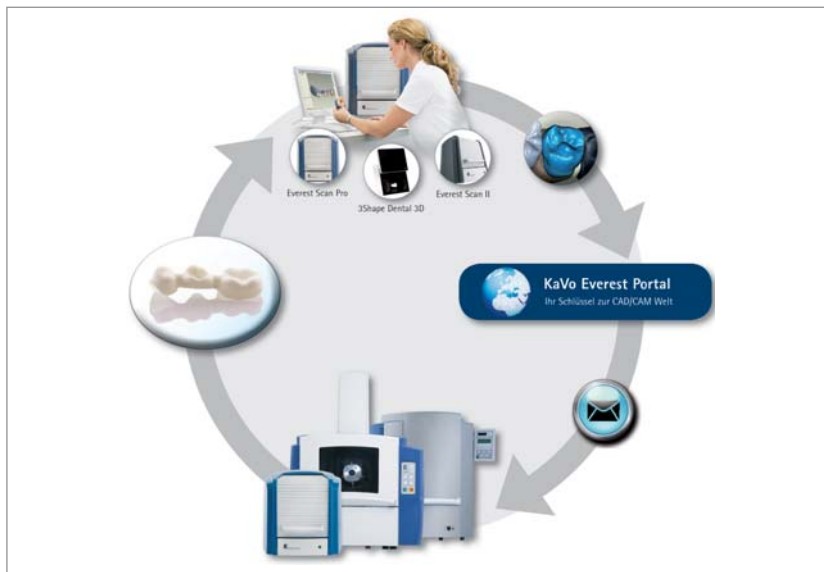 Everest Scan Pro
3Shape Dental 3D
Everest Scan II
KaVo Everest Portal
Ihr Schlüssel zur CAD/CAM Welt